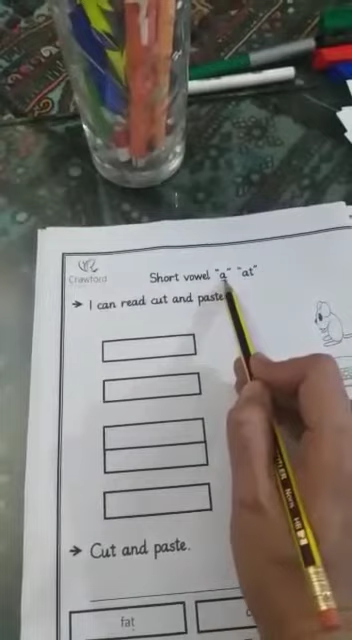 Crawford
Short vowel "a" "at"
→ I can read cut and paste
→ Cut and paste.
fat